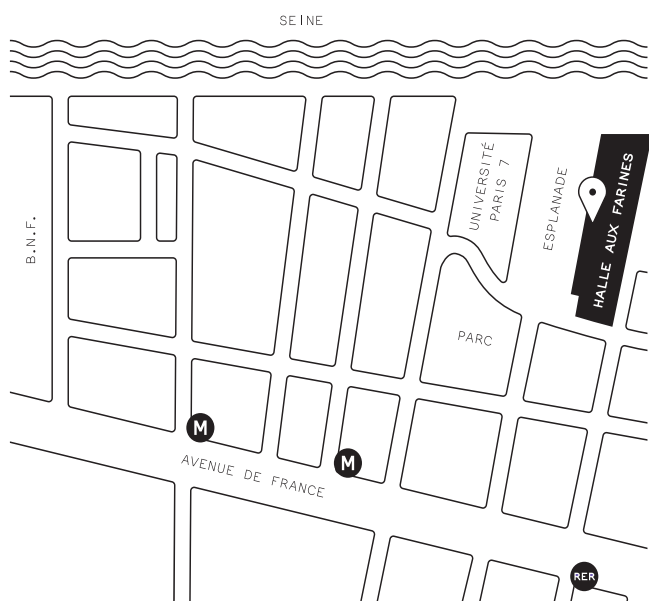 SEINE
B.N.F.
UNIVERSITÉ
PARIS 7
ESPLANADE
HALLE AUX FARINES
PARC
M
M
AVENUE DE FRANCE
RER